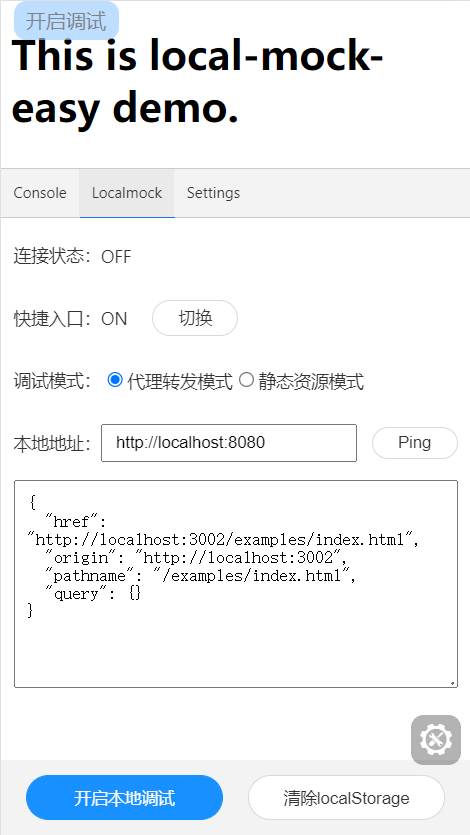 开启调试
This is local-mock-
easy demo.
Console Localmock Settings
连接状态：OFF
快捷入口：ON 切换
调试模式： 代理转发模式 静态资源模式
本地地址： http://localhost:8080 Ping
{
"href":
"http://localhost:3002/examples/index.html",
"origin": "http://localhost:3002",
"pathname": "/examples/index.html",
"query": {}
}
开启本地调试 清除localStorage